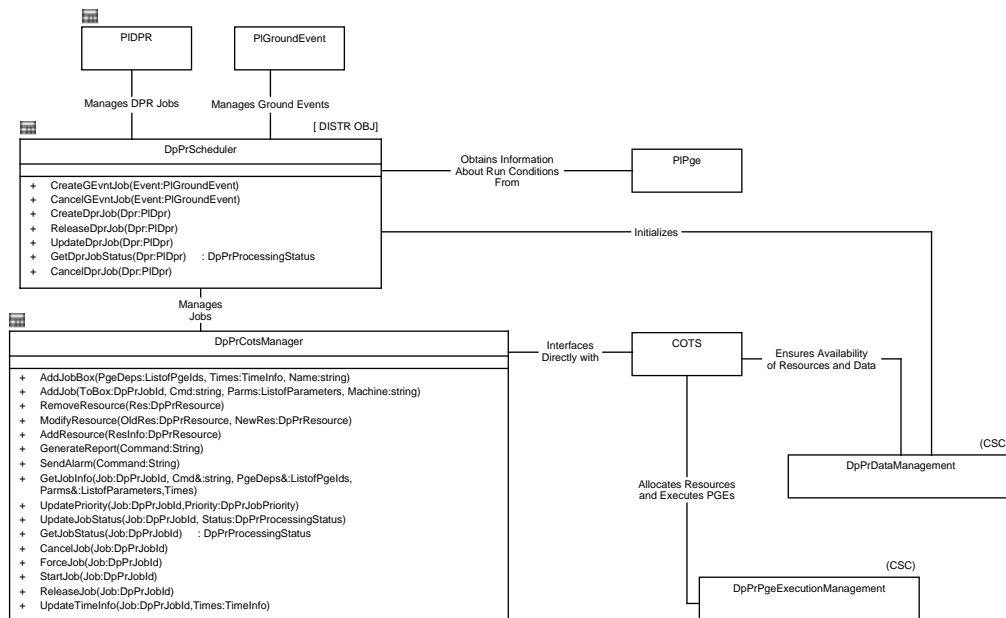 PlDPR
PlGroundEvent
Manages DPR Jobs
Manages Ground Events
[ DISTR OBJ]
DpPrScheduler
+ CreateGEvntJob(Event:PlGroundEvent)
+ CancelGEvntJob(Event:PlGroundEvent)
+ CreateDprJob(Dpr:PlDpr)
+ ReleaseDprJob(Dpr:PlDpr)
+ UpdateDprJob(Dpr:PlDpr)
+ GetDprJobStatus(Dpr:PlDpr) : DpPrProcessingStatus
+ CancelDprJob(Dpr:PlDpr)
Obtains Information
About Run Conditions
From
PlPge
Initializes
Manages
Jobs
DpPrCotsManager
+ AddJobBox(PgeDeps:ListofPgeIds, Times:TimeInfo, Name:string)
+ AddJob(ToBox:DpPrJobId, Cmd:string, Parms:ListofParameters, Machine:string)
+ RemoveResource(Res:DpPrResource)
+ ModifyResource(OldRes:DpPrResource, NewRes:DpPrResource)
+ AddResource(ResInfo:DpPrResource)
+ GenerateReport(Command:String)
+ SendAlarm(Command:String)
+ GetJobInfo(Job:DpPrJobId, Cmd&:string, PgeDeps&:ListofPgeIds,
Parms&:ListofParameters,Times)
+ UpdatePriority(Job:DpPrJobId,Priority:DpPrJobPriority)
+ UpdateJobStatus(Job:DpPrJobId, Status:DpPrProcessingStatus)
+ GetJobStatus(Job:DpPrJobId) : DpPrProcessingStatus
+ CancelJob(Job:DpPrJobId)
+ ForceJob(Job:DpPrJobId)
+ StartJob(Job:DpPrJobId)
+ ReleaseJob(Job:DpPrJobId)
+ UpdateTimeInfo(Job:DpPrJobId,Times:TimeInfo)
Interfaces
Directly with
COTS
Ensures Availability
of Resources and Data
(CSC
DpPrDataManagement
Allocates Resources
and Executes PGEs
(CSC)
DpPrPgeExecutionManagement